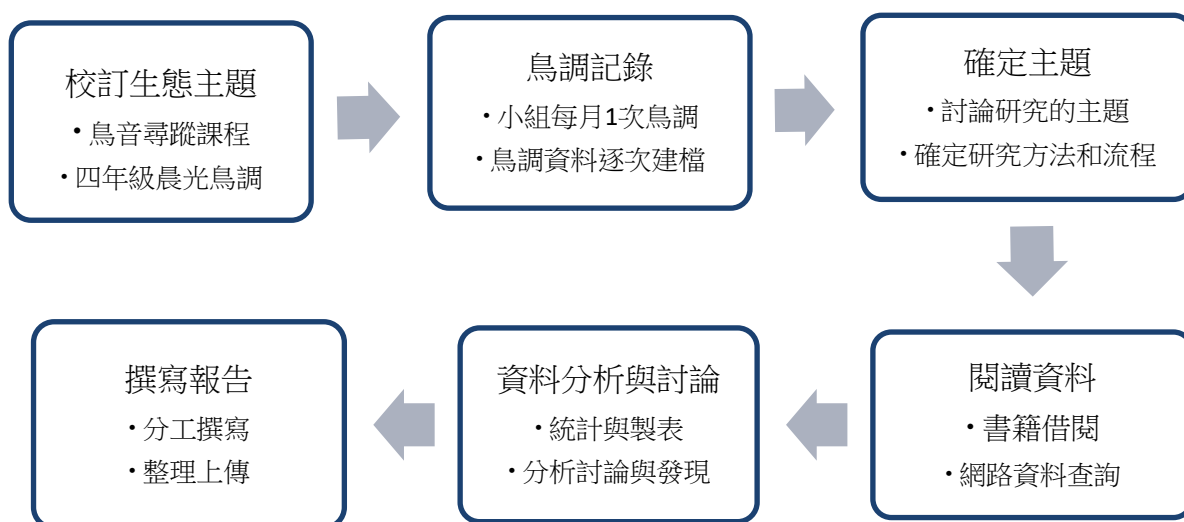 校訂生態主題
•鳥音尋蹤課程
•四年級晨光鳥調
鳥調記錄
•小組每月1次鳥調
•鳥調資料逐次建檔
確定主題
•討論研究的主題
•確定研究方法和流程
閱讀資料
•書籍借閱
•網路資料查詢
資料分析與討論
•統計與製表
•分析討論與發現
撰寫報告
•分工撰寫
•整理上傳